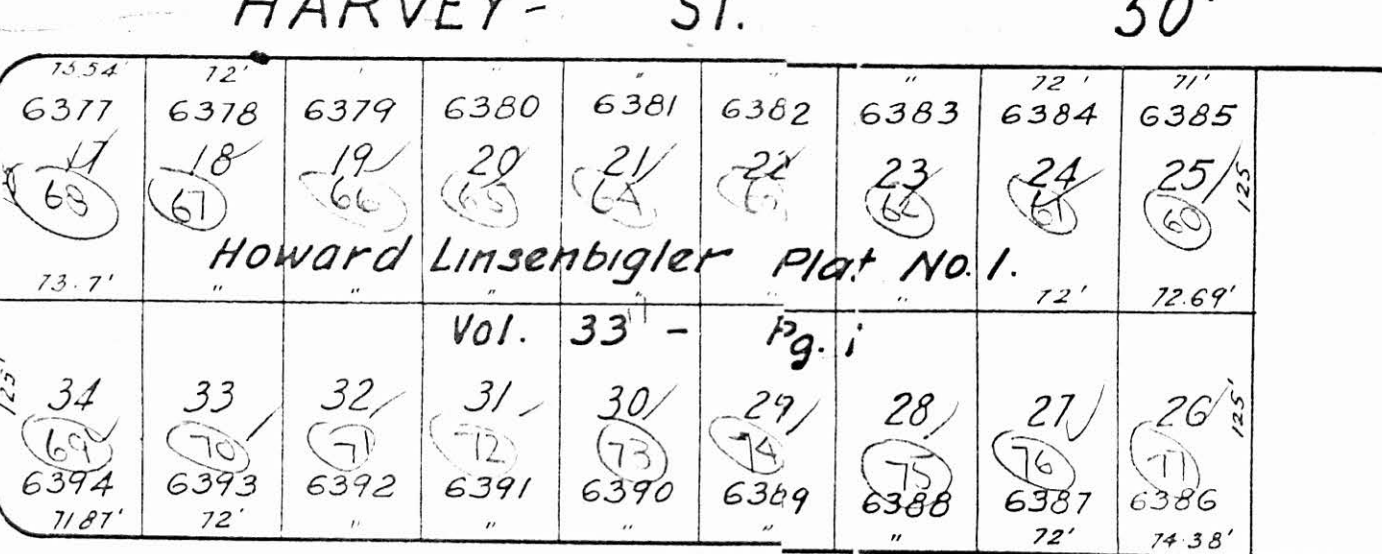 HARVEY - ST. 50'
75.54' 72' ' " " " " 72' 71'
6377 6378 6379 6380 6381 6382 6383 6384 6385
17 18 19 20 21 22 23 24 25 125
68 67 66 65 64 62 61 60
Howard Linsenbigler Plat No. 1.
73.7' " " " " " " 72' 72.69'
Vol. 33 - Pg. i
125' 34 33 32 31 30 29 28 27 26 125'
69 70 71 72 73 74 75 76 77
6394 6393 6392 6391 6390 6389 6388 6387 6386
71.87' 72' " " " " " 72' 74.38'